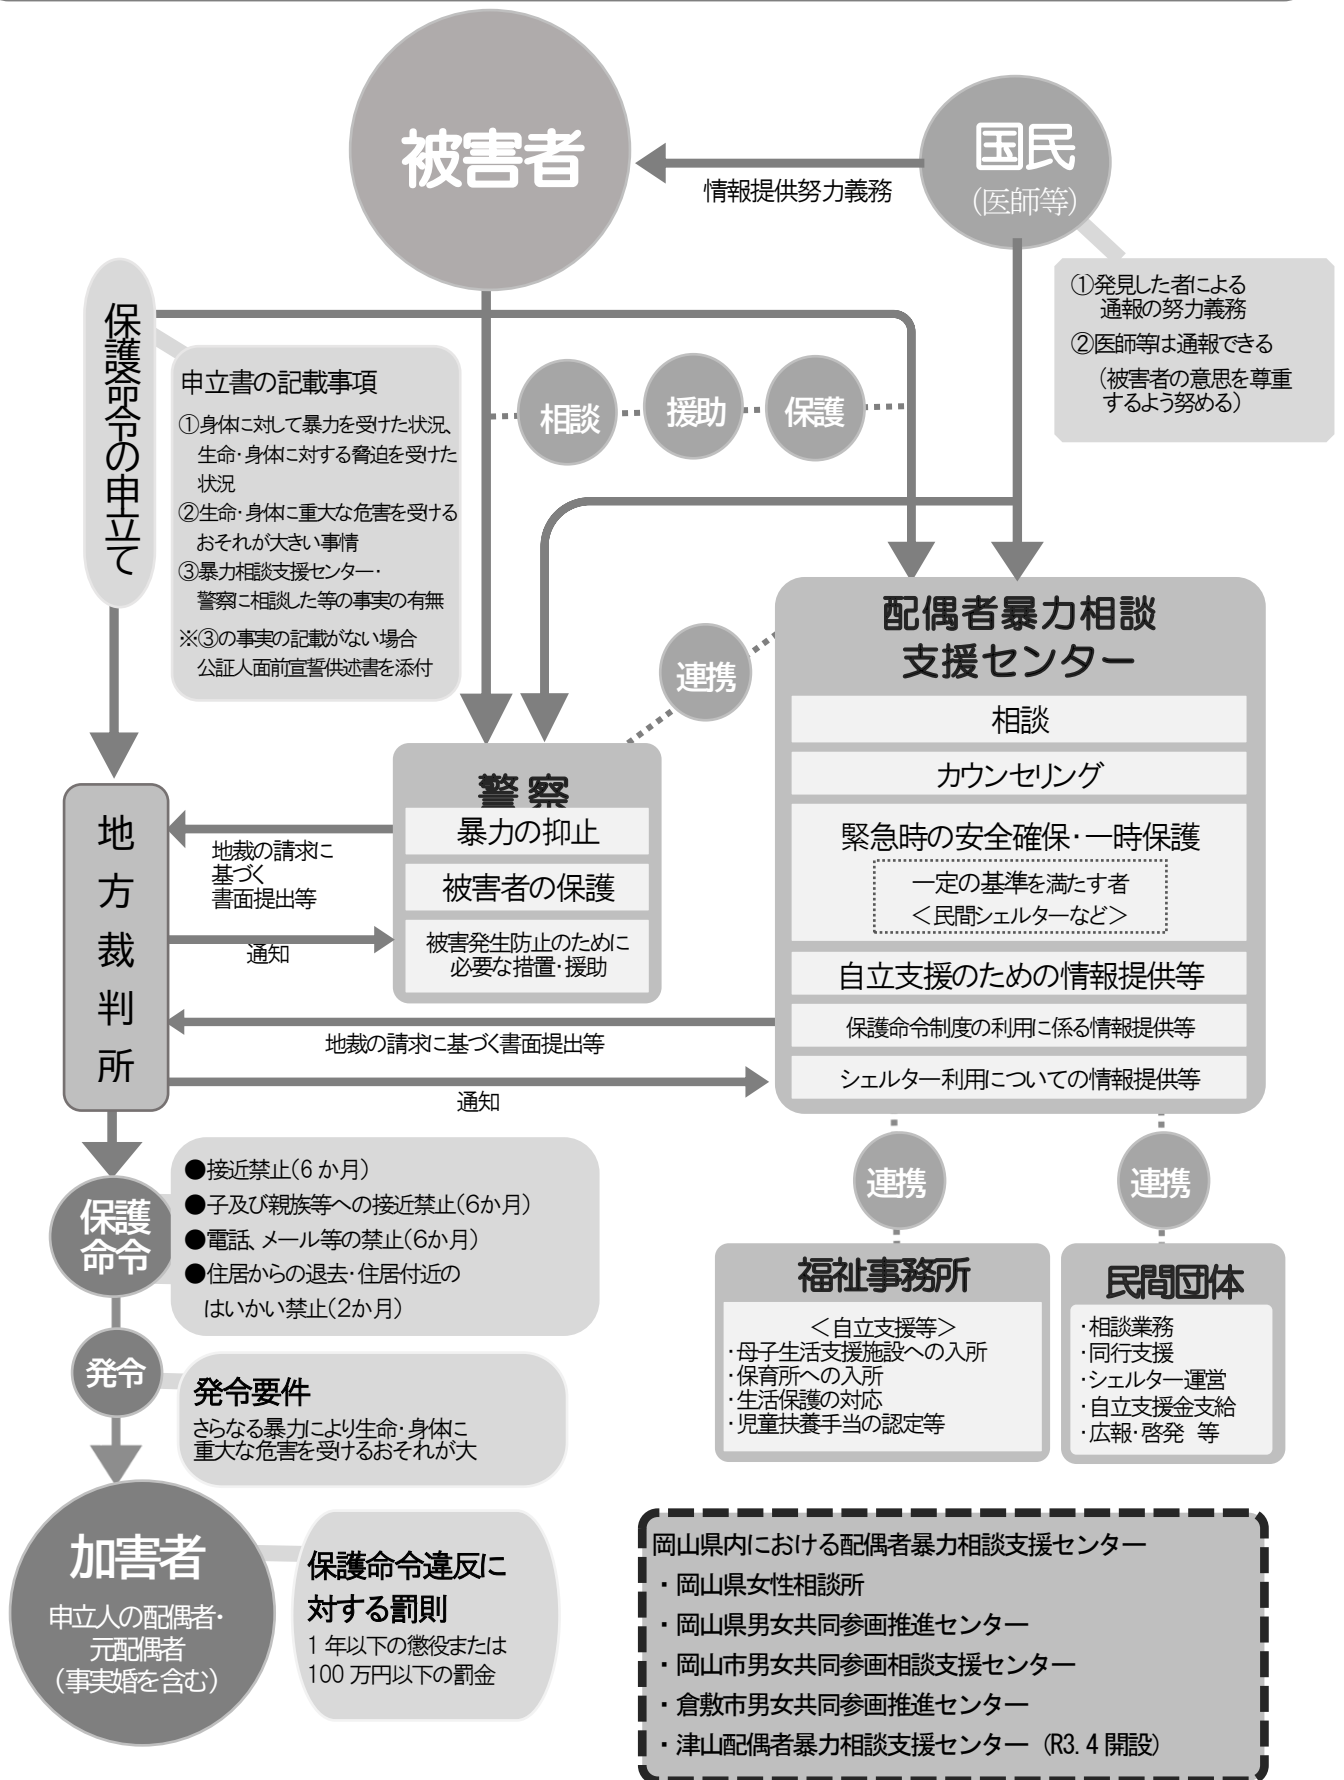 被害者
国民
（医師等）
情報提供努力義務
①発見した者による
通報の努力義務
②医師等は通報できる
（被害者の意思を尊重
するよう努める）
保護命令の申立て
申立書の記載事項
①身体に対して暴力を受けた状況、
生命・身体に対する脅迫を受けた
状況
②生命・身体に重大な危害を受ける
おそれが大きい事情
③暴力相談支援センター・
警察に相談した等の事実の有無
※③の事実の記載がない場合
公証人面前宣誓供述書を添付
相談
援助
保護
連携
配偶者暴力相談
支援センター
相談
カウンセリング
緊急時の安全確保・一時保護
一定の基準を満たす者
＜民間シェルターなど＞
自立支援のための情報提供等
保護命令制度の利用に係る情報提供等
シェルター利用についての情報提供等
警察
暴力の抑止
被害者の保護
被害発生防止のために
必要な措置・援助
地方裁判所
地裁の請求に
基づく
書面提出等
通知
地裁の請求に基づく書面提出等
通知
保護
命令
●接近禁止（6か月）
●子及び親族等への接近禁止（6か月）
●電話、メール等の禁止（6か月）
●住居からの退去・住居付近の
はいかい禁止（2か月）
発令
発令要件
さらなる暴力により生命・身体に
重大な危害を受けるおそれが大
加害者
申立人の配偶者・
元配偶者
（事実婚を含む）
保護命令違反に
対する罰則
1年以下の懲役または
100万円以下の罰金
連携
連携
福祉事務所
＜自立支援等＞
・母子生活支援施設への入所
・保育所への入所
・生活保護の対応
・児童扶養手当の認定等
民間団体
・相談業務
・同行支援
・シェルター運営
・自立支援金支給
・広報・啓発 等
岡山県内における配偶者暴力相談支援センター
・岡山県女性相談所
・岡山県男女共同参画推進センター
・岡山市男女共同参画相談支援センター
・倉敷市男女共同参画推進センター
・津山配偶者暴力相談支援センター（R3.4開設）